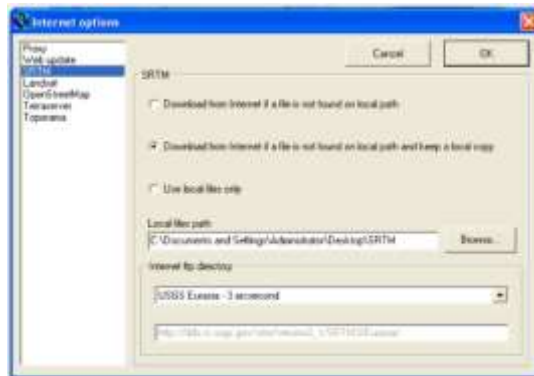 Internet options
Proxy
Web update
SRTM
Landsat
OpenStreetMap
Terraserver
Toporama
Cancel
OK
SRTM
Download from Internet if a file is not found on local path
Download from Internet if a file is not found on local path and keep a local copy
Use local files only
Local files path
C:\Documents and Settings\Administrator\Desktop\SRTM
Browse...
Internet ftp directory
USGS Eurasia - 3 arcsecond